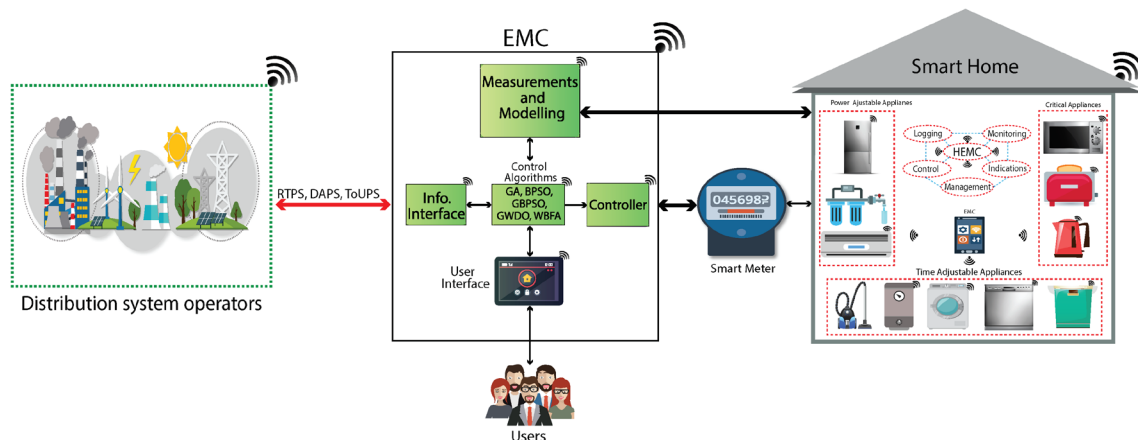 EMC
Smart Home
Measurements
and
Modelling
Power Ajustable Applianes
Critical Appliances
Logging
Monitoring
HEMC
Control
Indications
Management
Control
Algorithms
RTPS, DAPS, ToUPS
Info.
Interface
GA, BPSO,
GBPSO,
GWDO, WBFA
Controller
045698?
EMC
Smart Meter
User
Interface
Time Adjustable Appliances
Distribution system operators
Users